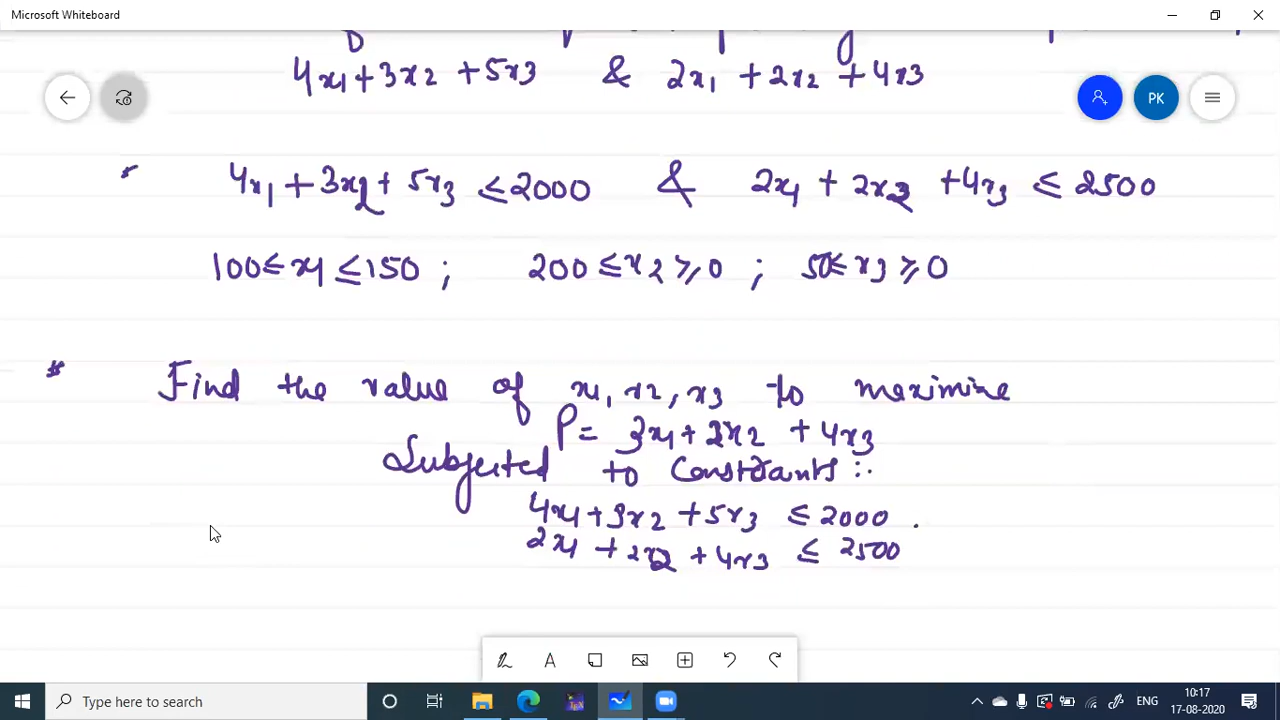 Microsoft Whiteboard
4x1+3x2 +5x3 & 2x1 +2x2 +4x3
PK
4x1+3x2+ 5x3 ≤2000 & 2x1 + 2x2 +4x3 ≤ 2500
100≤ x1 ≤150 ; 200 ≤x2 ≥0 ; 50≤ x3 ≥0
* Find the value of x1, x2, x3 to maximine
P= 3x1+2x2 +4x3
Subjected to Constraints :.
4x1+3x2 +5x3 ≤ 2000 .
2x1 +2x2 +4x3 ≤ 2500
Type here to search
ENG
10:17
17-08-2020